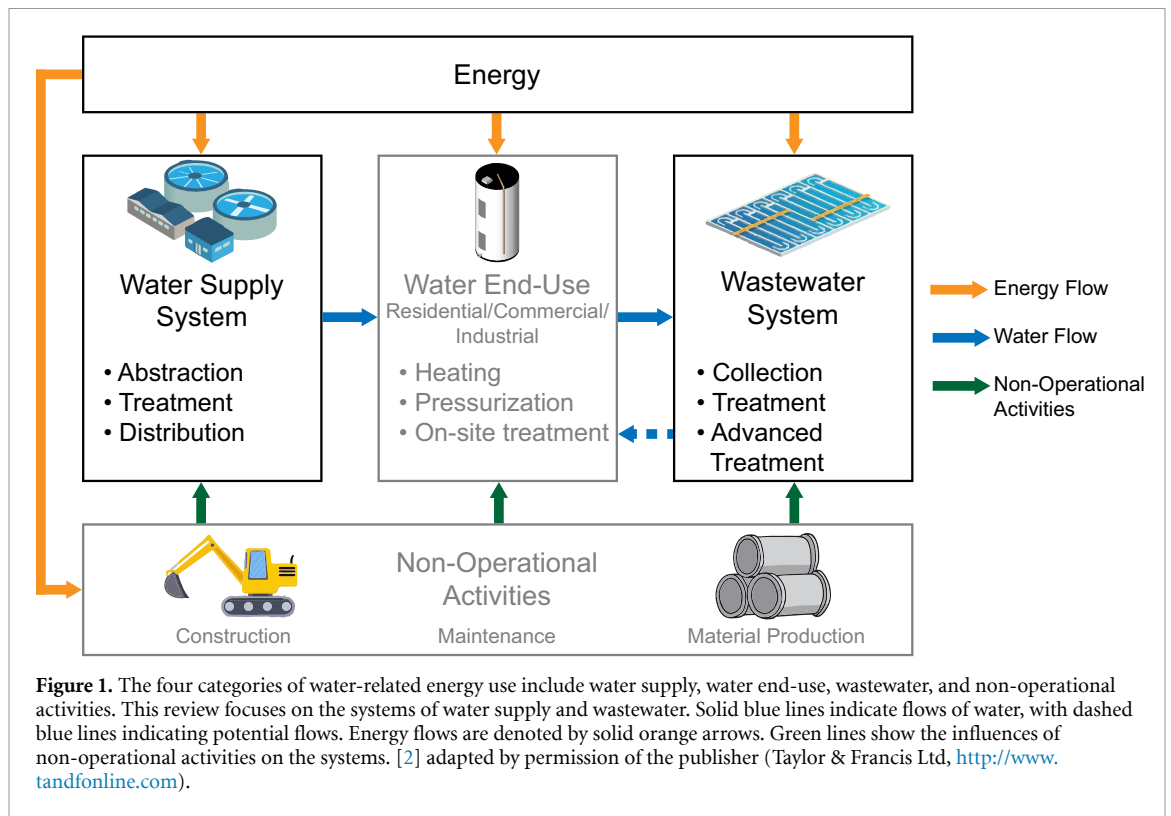 Energy
Water Supply
System
• Abstraction
• Treatment
• Distribution
Water End-Use
Residential/Commercial/
Industrial
• Heating
• Pressurization
• On-site treatment
Wastewater
System
• Collection
• Treatment
• Advanced
Treatment
Energy Flow
Water Flow
Non-Operational
Activities
Non-Operational
Activities
Construction
Maintenance
Material Production
Figure 1. The four categories of water-related energy use include water supply, water end-use, wastewater, and non-operational
activities. This review focuses on the systems of water supply and wastewater. Solid blue lines indicate flows of water, with dashed
blue lines indicating potential flows. Energy flows are denoted by solid orange arrows. Green lines show the influences of
non-operational activities on the systems. [2] adapted by permission of the publisher (Taylor & Francis Ltd, http://www.
tandfonline.com).